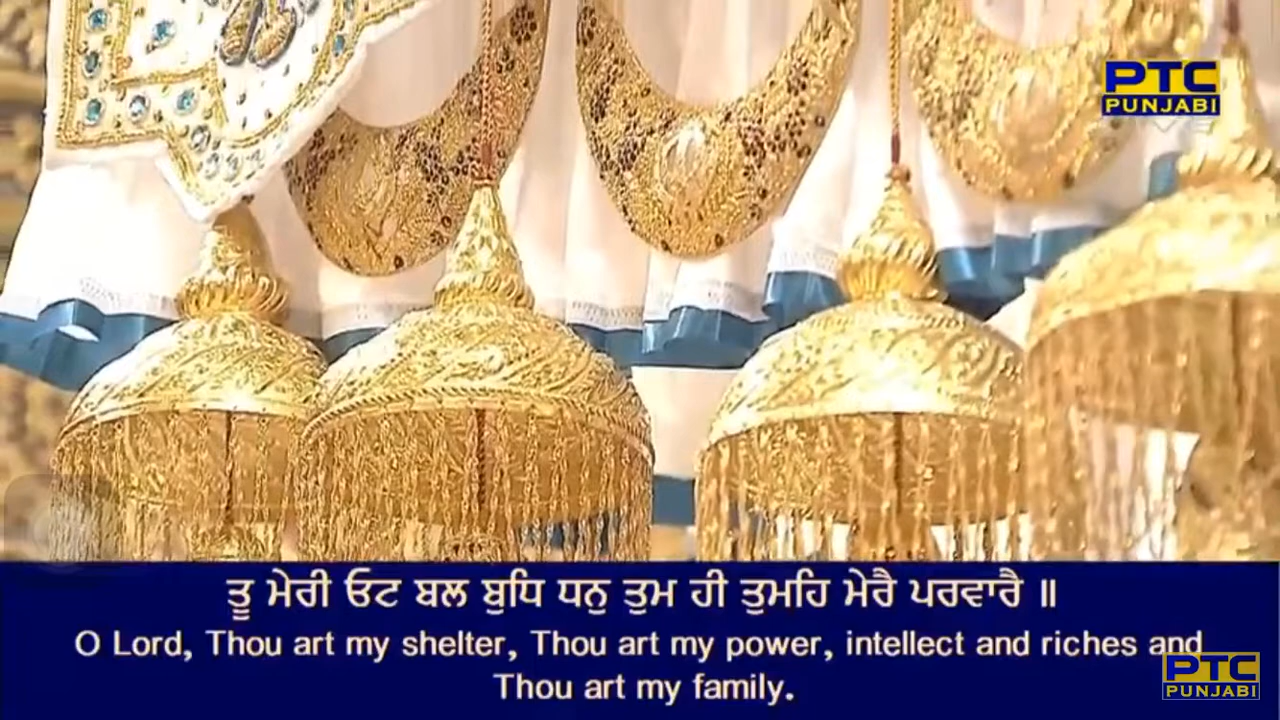 PTC
PUNJABI
ਤੂ ਮੇਰੀ ਓਟ ਬਲ ਬੁਧਿ ਧਨੁ ਤੁਮ ਹੀ ਤੁਮਹਿ ਮੇਰੈ ਪਰਵਾਰੈ ॥
O Lord, Thou art my shelter, Thou art my power, intellect and riches and
Thou art my family.
PTC
PUNJABI